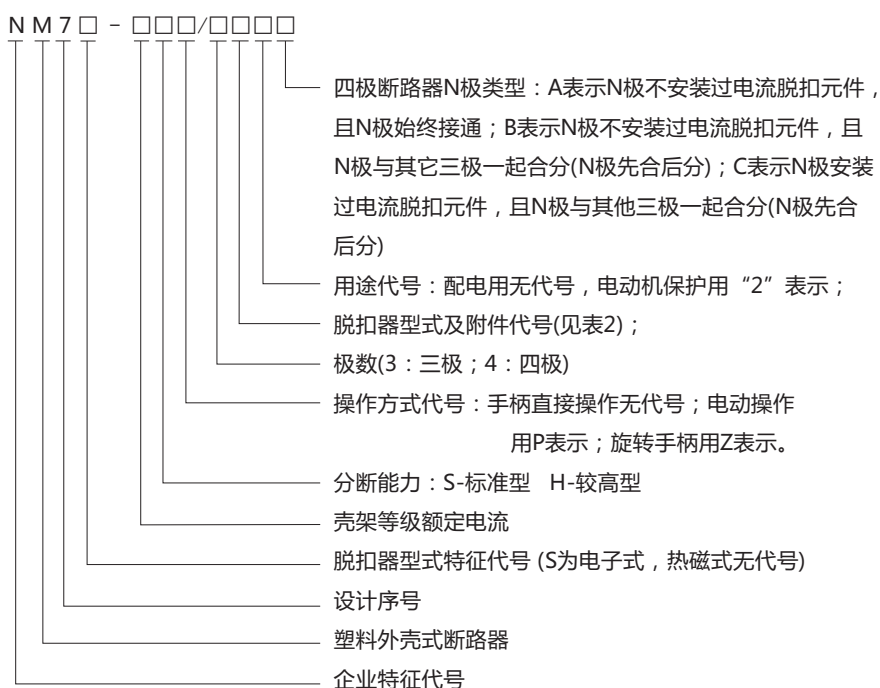 NM7□-□□□/□□□□
四极断路器N极类型：A表示N极不安装过电流脱扣元件，
且N极始终接通；B表示N极不安装过电流脱扣元件，且
N极与其它三极一起合分(N极先合后分)；C表示N极安装
过电流脱扣元件，且N极与其他三极一起合分(N极先合
后分)
用途代号：配电用无代号，电动机保护用“2”表示；
脱扣器型式及附件代号(见表2)；
极数(3：三极；4：四极)
操作方式代号：手柄直接操作无代号；电动操作
用P表示；旋转手柄用Z表示。
分断能力：S-标准型 H-较高型
壳架等级额定电流
脱扣器型式特征代号 (S为电子式，热磁式无代号)
设计序号
塑料外壳式断路器
企业特征代号